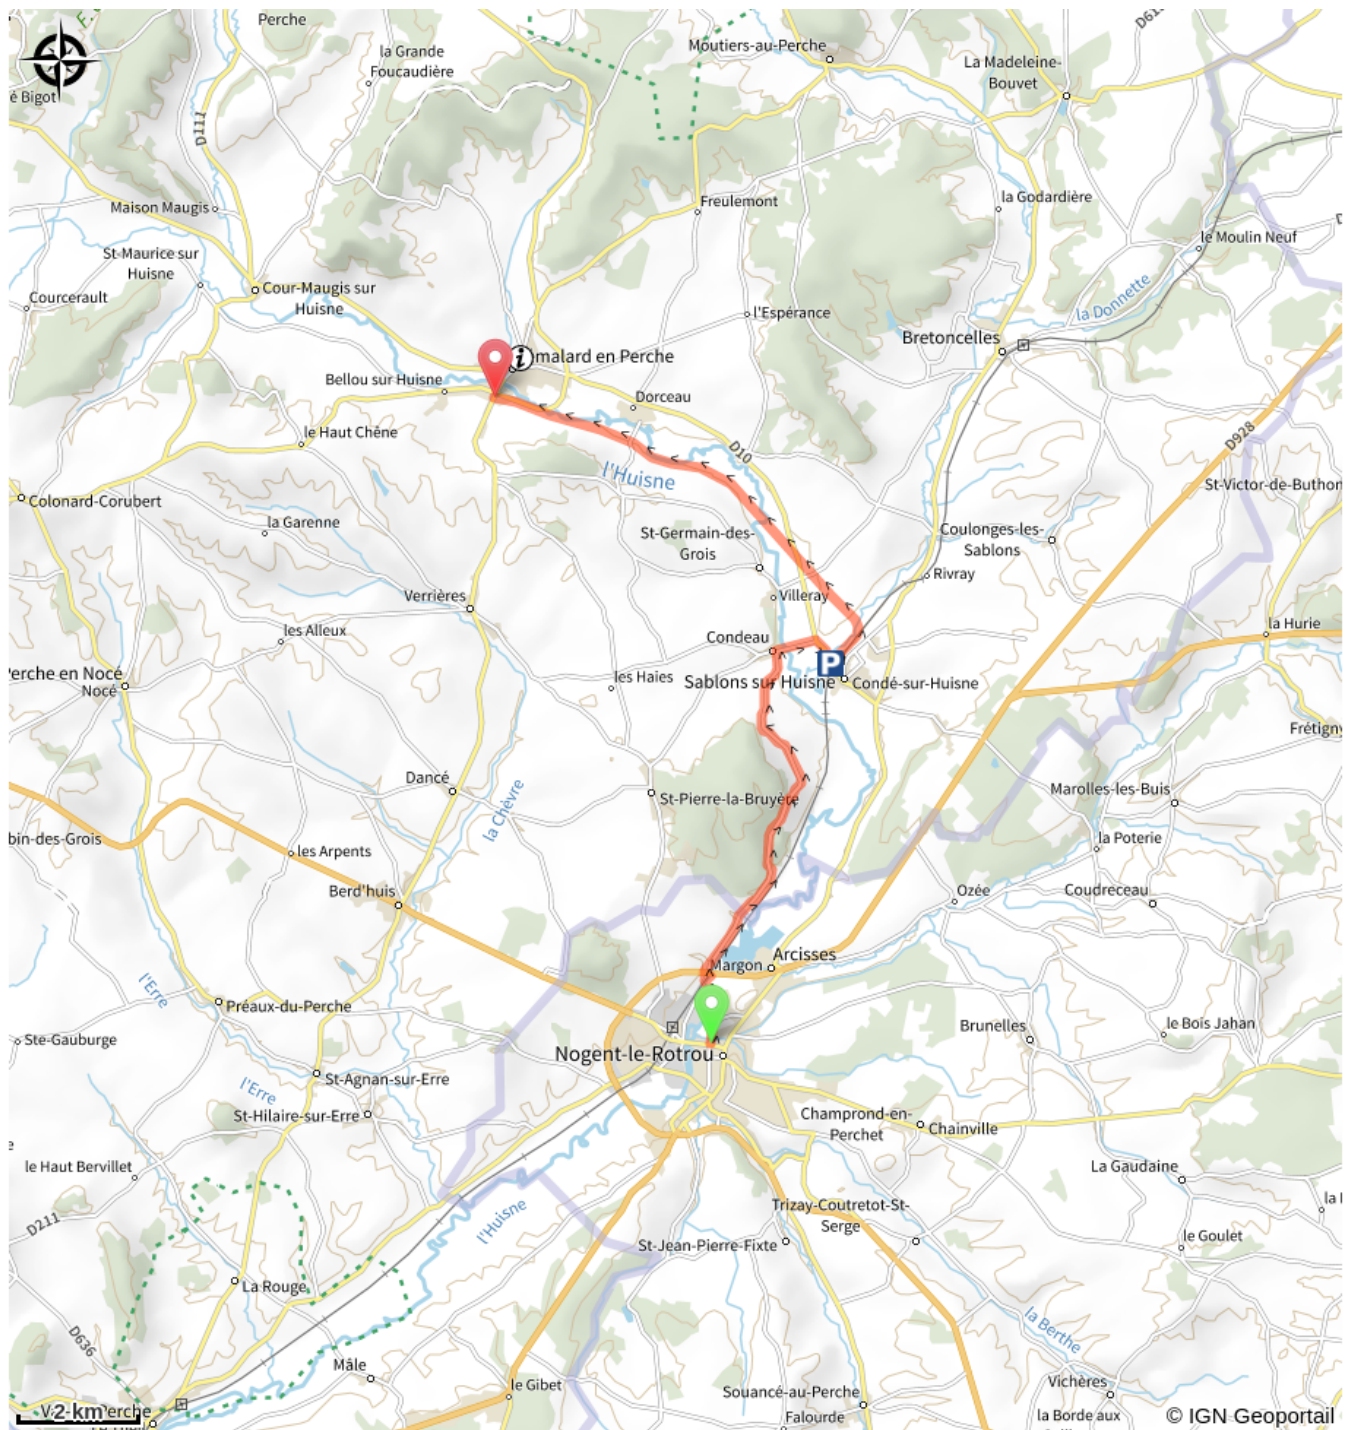 Perche
la Grande
Foucaudière
Moutiers-au-Perche
La Madeleine-
Bouvet
é Bigot
D111
Maison Maugis
Freulemont
la Godardière
le Moulin Neuf
St-Maurice sur
Huisne
Courcerault
Cour-Maugis sur
Huisne
la Donnette
l'Espérance
Bretoncelles
i
malard en Perche
Bellou sur Huisne
Dorceau
le Haut Chêne
D10
D928
l'Huisne
St-Victor-de-Buthon
Colonard-Corubert
la Garenne
St-Germain-des-
Grois
Coulonges-les-
Sablons
Rivray
Verrières
Villeray
les Alleux
Condeau
la Hurie
Perche en Nocé
Nocé
les Haies
P
Sablons sur Huisne
Condé-sur-Huisne
Frétigny
Dancé
St-Pierre-la-Bruyère
Marolles-les-Buis
la Chèvre
bin-des-Grois
les Arpents
la Poterie
Berd'huis
Ozée
Coudreceau
Margon
Arcisses
l'Erre
Préaux-du-Perche
Brunelles
le Bois Jahan
Ste-Gauburge
Nogent-le-Rotrou
St-Agnan-sur-Erre
l'Erre
St-Hilaire-sur-Erre
Champrond-en-
Perchet
Chainville
le Haut Bervillet
La Gaudaine
D211
l'Huisne
Trizay-Coutretot-St-
Serge
St-Jean-Pierre-Fixte
le Goulet
La Rouge
la Berthe
D636
Mâle
le Gibet
Souancé-au-Perche
Vichères
Falourde
la Borde aux
2 km
Perche
© IGN Geoportail